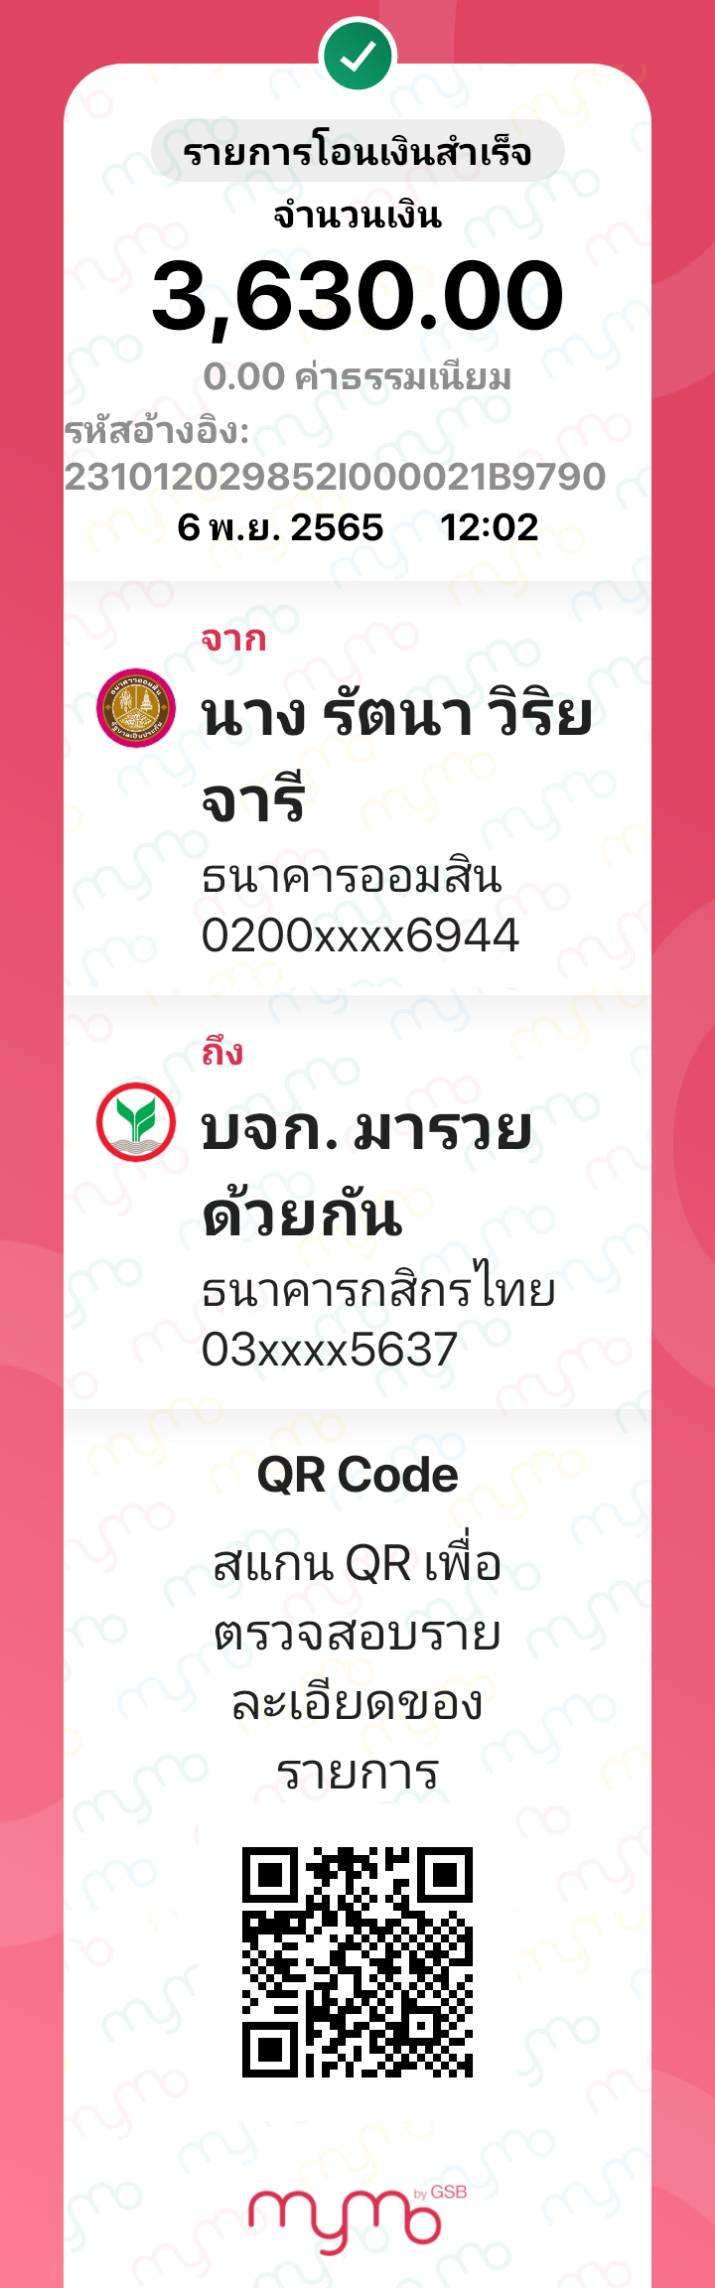 รายการโอนเงินสำเร็จ
จำนวนเงิน
3,630.00
0.00 ค่าธรรมเนียม
รหัสอ้างอิง:
231012029852I000021B9790
6 พ.ย. 2565 12:02
จาก
นาง รัตนา วิริย
จารี
ธนาคารออมสิน
0200xxxx6944
ถึง
บจก. มารวย
ด้วยกัน
ธนาคารกสิกรไทย
03xxxx5637
QR Code
สแกน QR เพื่อ
ตรวจสอบราย
ละเอียดของ
รายการ
mymo by GSB